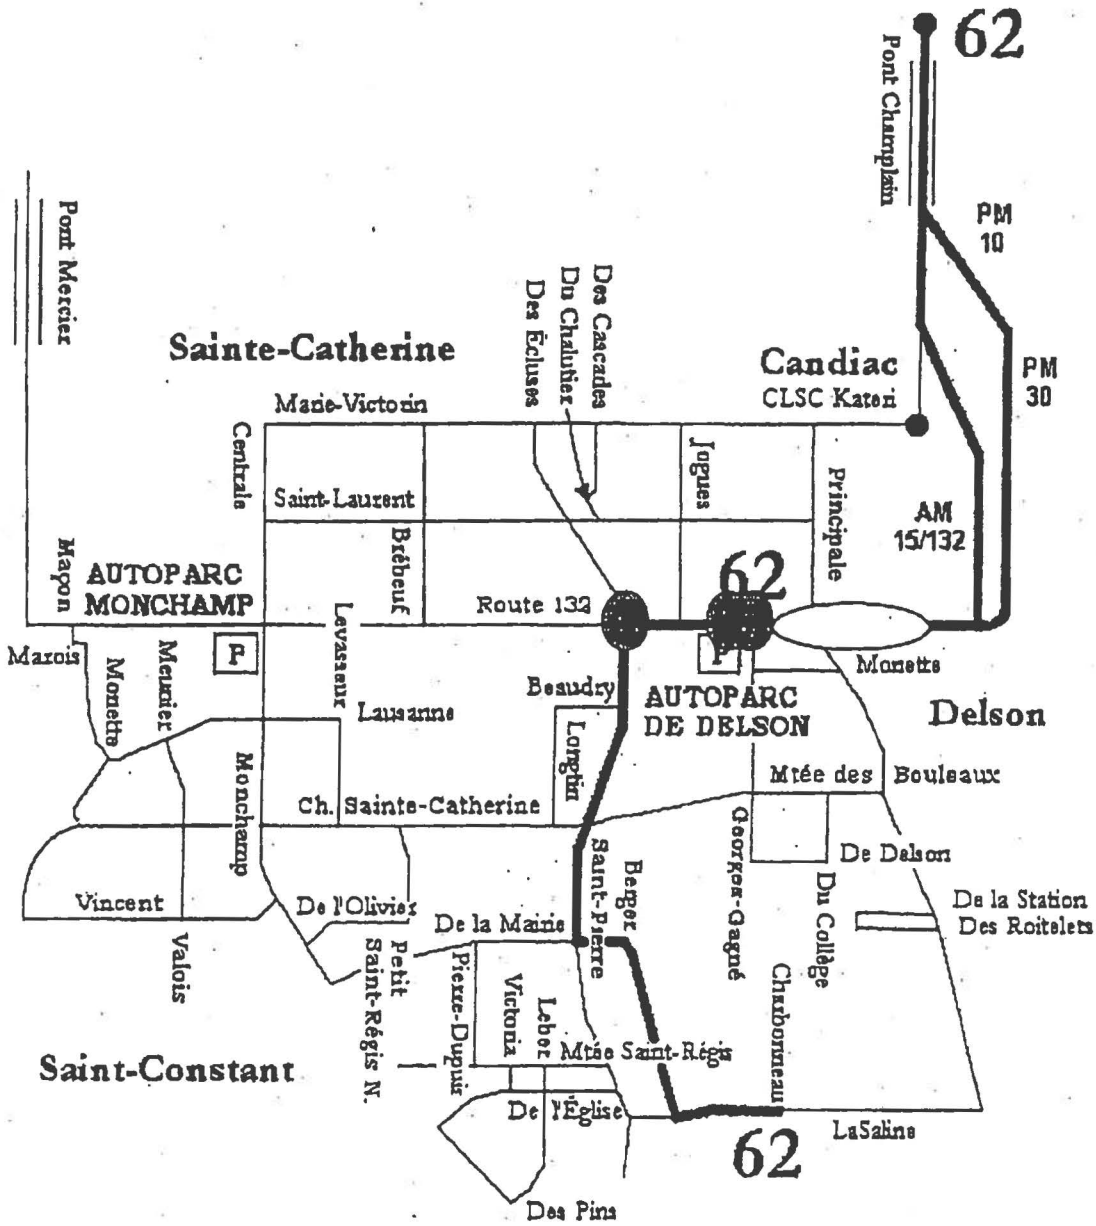 62
Pont Champlain
PM
10
Pont Mercier
Des Cascades
Du Chalutier
Des Écluses
Sainte-Catherine
Candiac
CLSC Kateri
PM
30
Marie-Victorin
Centrale
Jogues
Principale
Saint-Laurent
AM
15/132
Brébeuf
Maçon
AUTOPARC
MONCHAMP
62
Route 132
Levasseur
P
P
Marois
Monette
Meunier
Monette
Beaudry
AUTOPARC
DE DELSON
Delson
Lausanne
Longtin
Monchamp
Mtée des Bouleaux
Ch. Sainte-Catherine
Georges-Gagné
De Delson
Berger
Saint-Pierre
Vincent
De l'Olivier
Du Collège
De la Station
Des Roitelets
De la Mairie
Valois
Petit
Saint-Régis N.
Pierre-Dupuis
Victoria
Leber
Charbonneau
Mtée Saint-Régis
Saint-Constant
De l'Église
LaSaline
62
Des Pins